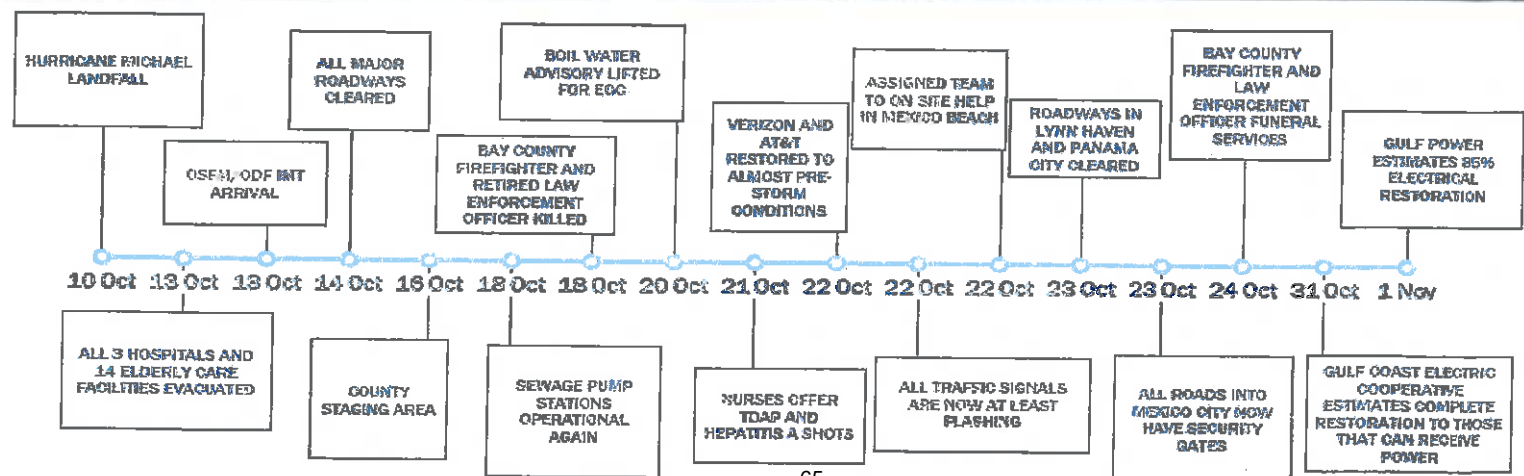 HURRICANE MICHAEL
LANDFALL
OSFM/ODF IMT
ARRIVAL
ALL MAJOR
ROADWAYS
CLEARED
BAY COUNTY
FIREFIGHTER AND
RETIRED LAW
ENFORCEMENT
OFFICER KILLED
BOIL WATER
ADVISORY LIFTED
FOR EOC
VERIZON AND
AT&T
RESTORED TO
ALMOST PRE-
STORM
CONDITIONS
ASSIGNED TEAM
TO ON SITE HELP
IN MEXICO BEACH
ROADWAYS IN
LYNN HAVEN
AND PANAMA
CITY CLEARED
BAY COUNTY
FIREFIGHTER AND
LAW
ENFORCEMENT
OFFICER FUNERAL
SERVICES
GULF POWER
ESTIMATES 85%
ELECTRICAL
RESTORATION
10 Oct 13 Oct 13 Oct 14 Oct 16 Oct 18 Oct 18 Oct 20 Oct 21 Oct 22 Oct 22 Oct 22 Oct 23 Oct 23 Oct 24 Oct 31 Oct 1 Nov
ALL 3 HOSPITALS AND
14 ELDERLY CARE
FACILITIES EVACUATED
COUNTY
STAGING AREA
SEWAGE PUMP
STATIONS
OPERATIONAL
AGAIN
NURSES OFFER
TDAP AND
HEPATITIS A SHOTS
ALL TRAFFIC SIGNALS
ARE NOW AT LEAST
FLASHING
ALL ROADS INTO
MEXICO CITY NOW
HAVE SECURITY
GATES
GULF COAST ELECTRIC
COOPERATIVE
ESTIMATES COMPLETE
RESTORATION TO THOSE
THAT CAN RECEIVE
POWER